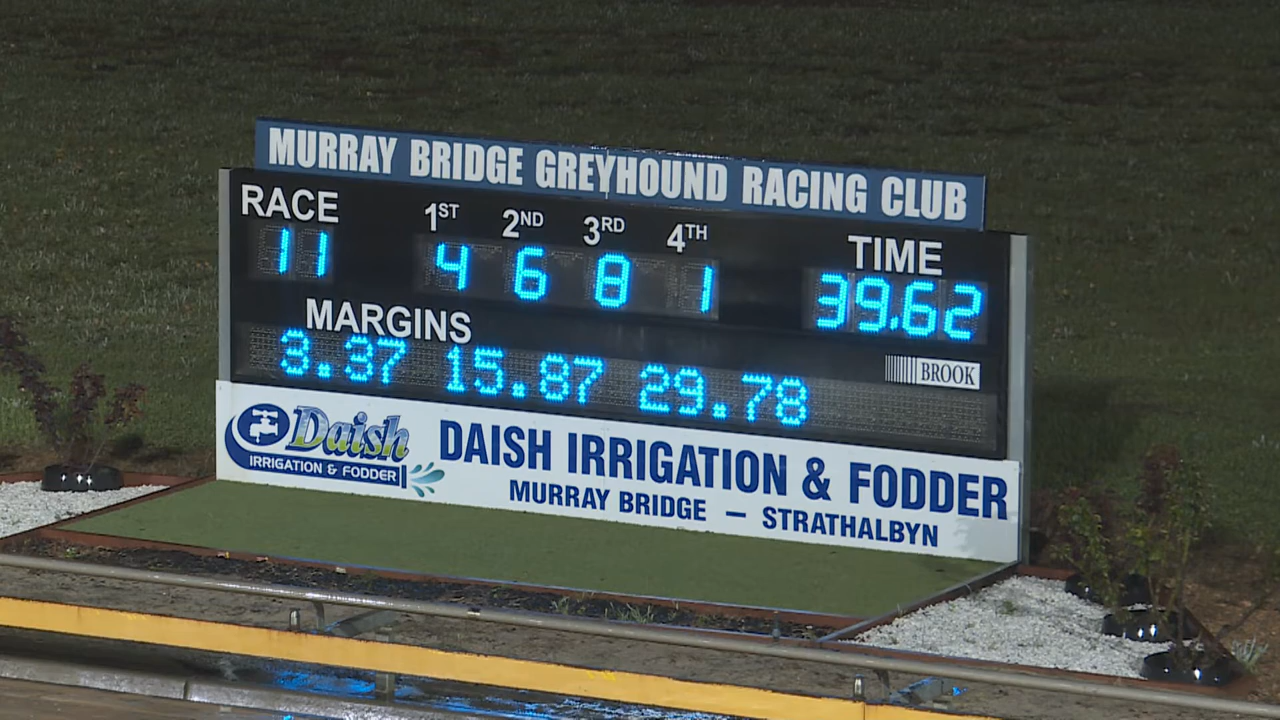 MURRAY BRIDGE GREYHOUND RACING CLUB
RACE 1ST 2ND 3RD 4TH TIME
11 4 6 8 1 39.62
MARGINS
3.37 15.87 29.78
BROOK
Daish
IRRIGATION & FODDER
DAISH IRRIGATION & FODDER
MURRAY BRIDGE – STRATHALBYN